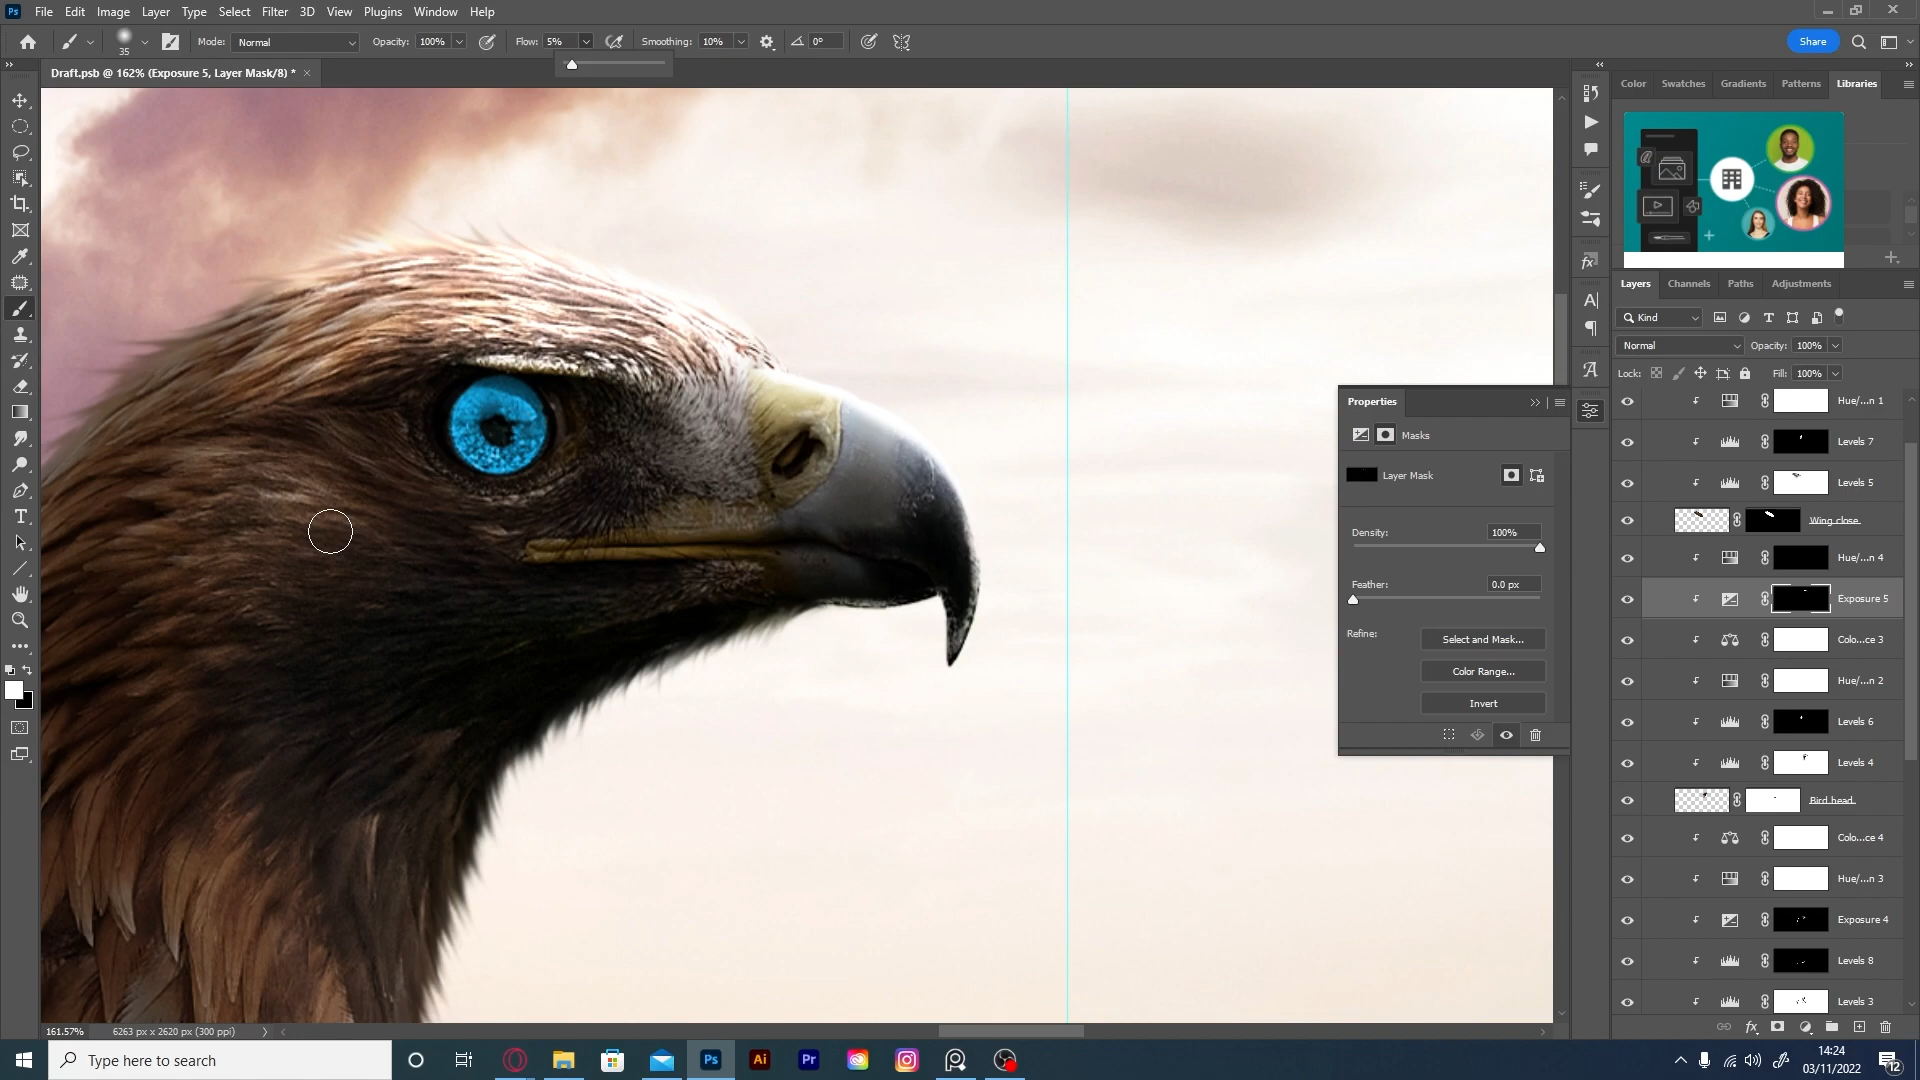 Ps File Edit Image Layer Type Select Filter 3D View Plugins Window Help
35 Mode: Normal Opacity: 100% Flow: 5% Smoothing: 10% 0° Share
Draft.psb @ 162% (Exposure 5, Layer Mask/8) * ×
Color Swatches Gradients Patterns Libraries
Layers Channels Paths Adjustments
Kind
Normal Opacity: 100%
Lock: Fill: 100%
Hue/...n 1
Levels 7
Levels 5
Wing close
Hue/...n 4
Exposure 5
Colo...ce 3
Hue/...n 2
Levels 6
Levels 4
Bird head
Colo...ce 4
Hue/...n 3
Exposure 4
Levels 8
Levels 3
Properties
Masks
Layer Mask
Density: 100%
Feather: 0.0 px
Refine: Select and Mask...
Color Range...
Invert
161.57% 6263 px x 2620 px (300 ppi)
Type here to search
Ps Ai Pr
14:24
03/11/2022
12